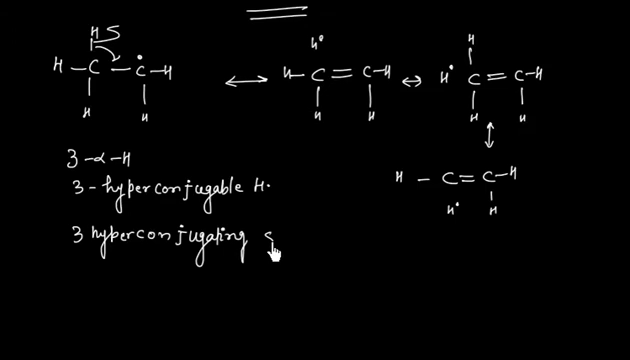 H
H – C – Ċ – H
H H
↔
H•
H – C = C – H
H H
↔
H
H• C = C – H
H H
↕
H – C = C – H
H• H
3 – α – H
3 – hyperconjugable H.
3 hyperconjugating s